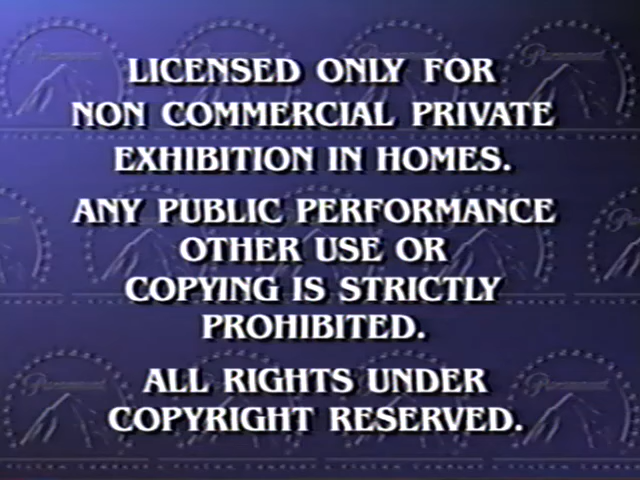 LICENSED ONLY FOR
NON COMMERCIAL PRIVATE
EXHIBITION IN HOMES.
ANY PUBLIC PERFORMANCE
OTHER USE OR
COPYING IS STRICTLY
PROHIBITED.
ALL RIGHTS UNDER
COPYRIGHT RESERVED.